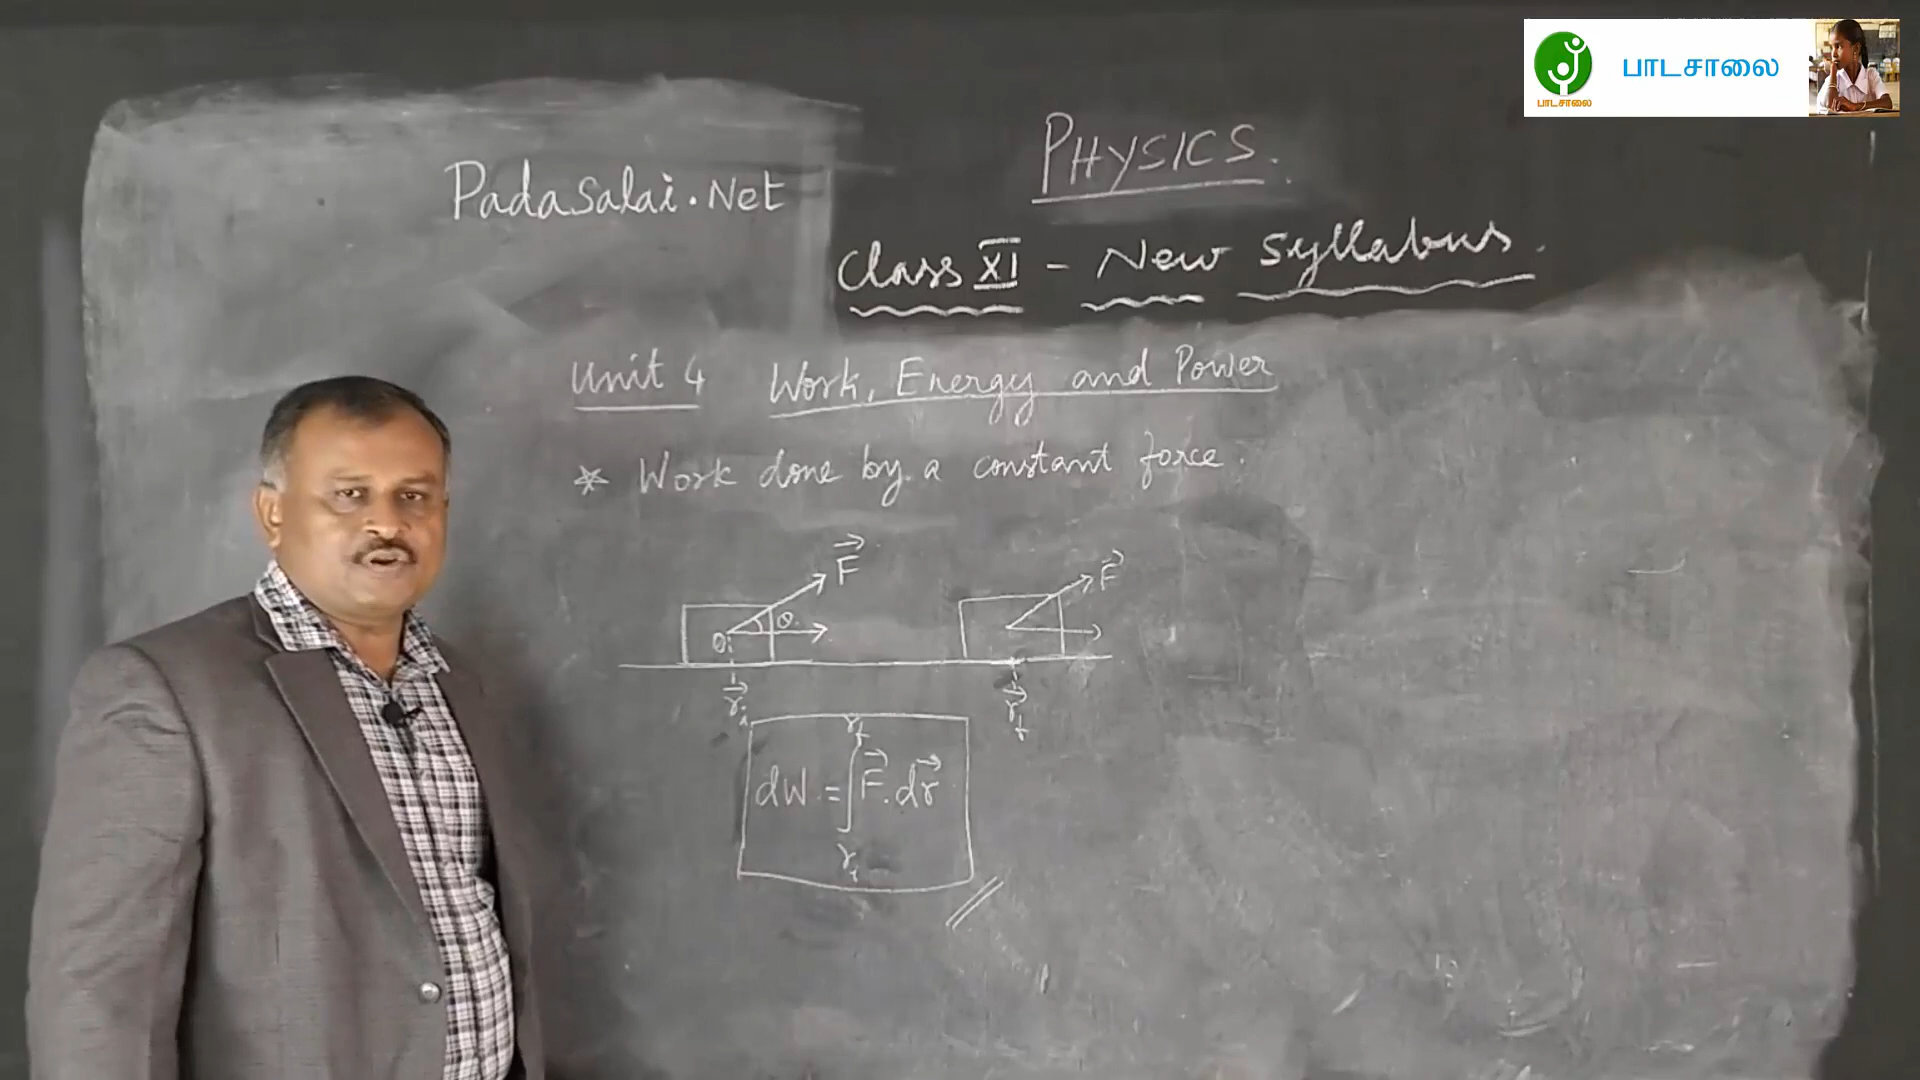 பாடசாலை
பாடசாலை
PHYSICS.
PadaSalai.Net
Class XI - New Syllabus.
Unit 4 Work, Energy and Power
* Work done by a constant force.
F⃗ F⃗
θ
r⃗ᵢ r⃗f
dW = ∫ F⃗.dr⃗
rf
rᵢ